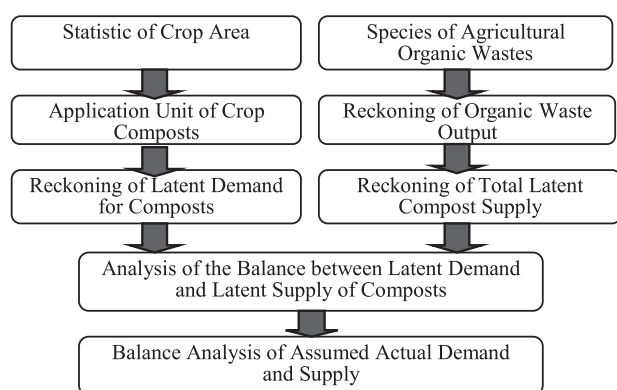 Statistic of Crop Area
Species of Agricultural
Organic Wastes
Application Unit of Crop
Composts
Reckoning of Organic Waste
Output
Reckoning of Latent Demand
for Composts
Reckoning of Total Latent
Compost Supply
Analysis of the Balance between Latent Demand
and Latent Supply of Composts
Balance Analysis of Assumed Actual Demand
and Supply